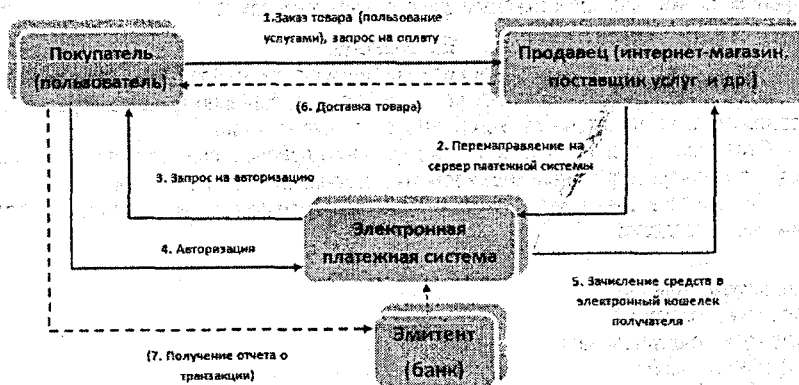 1.Заказ товара (пользование
услугами), запрос на оплату
Покупатель
(пользователь)
Продавец (интернет-магазин,
поставщик услуг и др.)
(6. Доставка товара)
2. Перенаправление на
сервер платежной системы
3. Запрос на авторизацию
Электронная
платежная система
4. Авторизация
5. Зачисление средств в
электронный кошелек
получателя
Эмитент
(банк)
(7. Получение отчета о
транзакции)